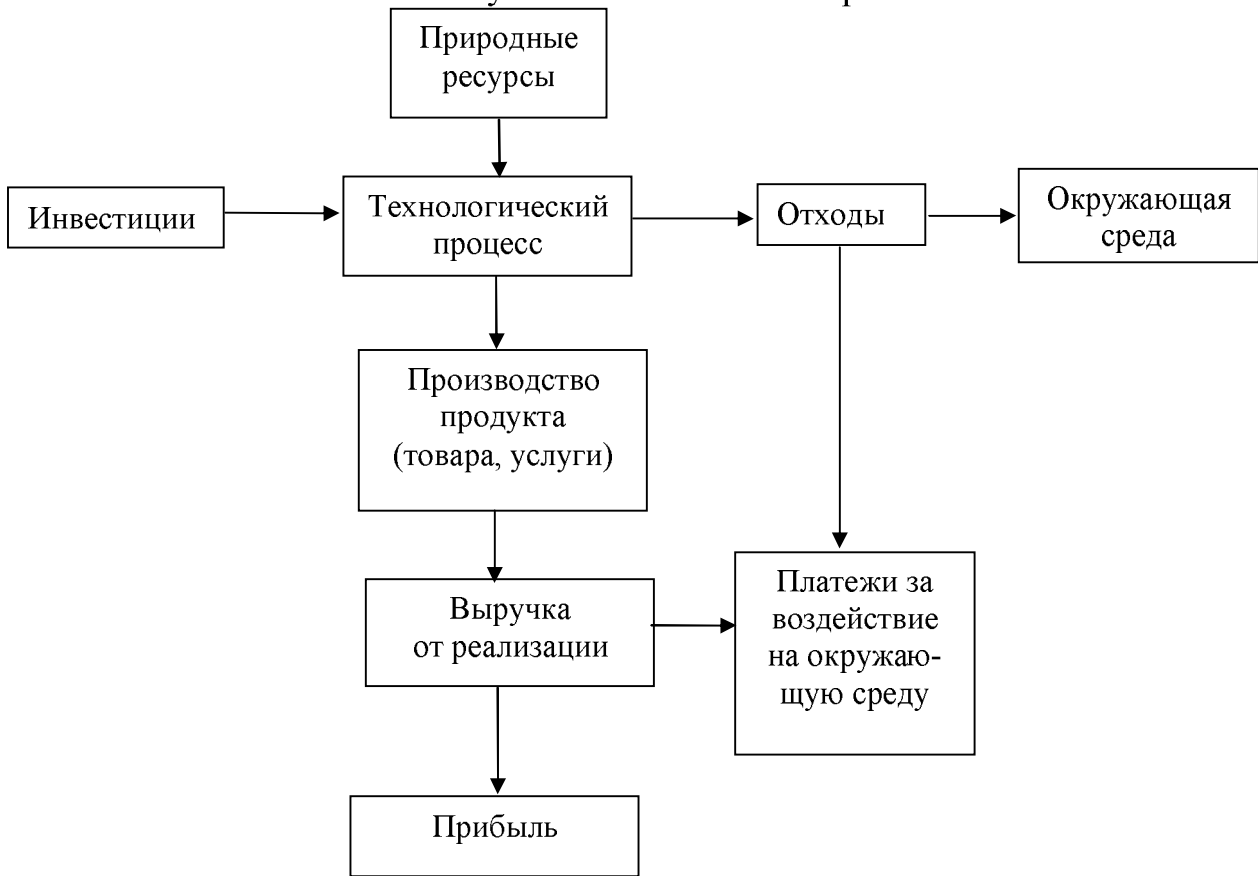 Природные
ресурсы
Инвестиции
Технологический
процесс
Отходы
Окружающая
среда
Производство
продукта
(товара, услуги)
Выручка
от реализации
Платежи за
воздействие
на окружаю-
щую среду
Прибыль